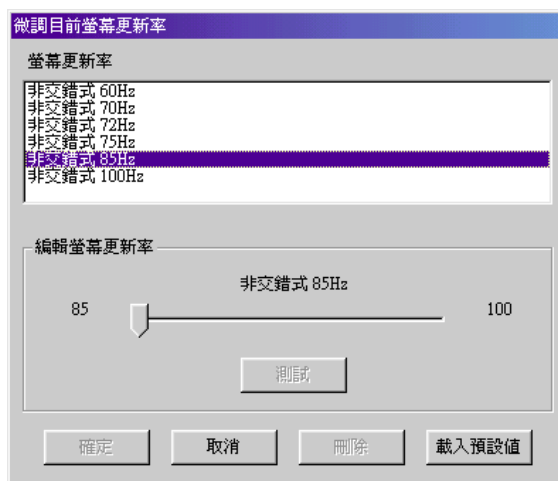 微調目前螢幕更新率
螢幕更新率
非交錯式 60Hz
非交錯式 70Hz
非交錯式 72Hz
非交錯式 75Hz
非交錯式 85Hz
非交錯式 100Hz
編輯螢幕更新率
非交錯式 85Hz
85 100
測試
確定 取消 刪除 載入預設値